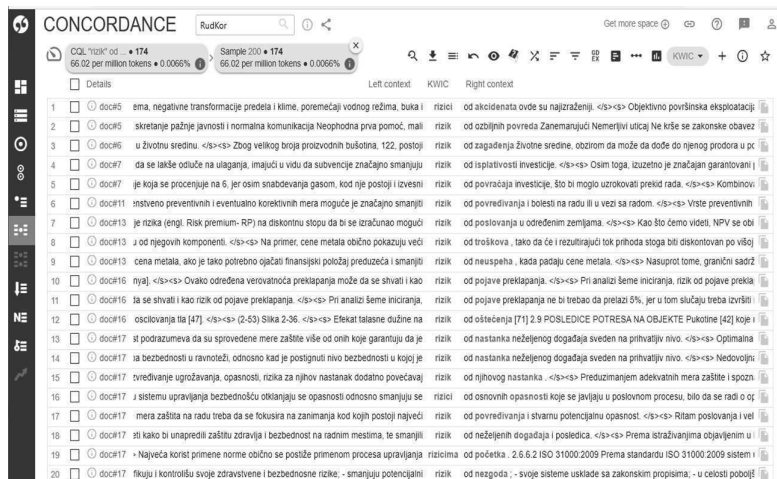 CONCORDANCE RudKor Get more space
CQL "rizik" od ... • 174 Sample 200 • 174
66.02 per million tokens • 0.0066% 66.02 per million tokens • 0.0066%
KWIC
Details Left context KWIC Right context
1 doc#5 ema, negativne transformacije predela i klime, poremećaji vodnog režima, buka i rizici od akcidenata ovde su najizraženiji. </s><s> Objektivno površinska eksploatacija
2 doc#5 skretanje pažnje javnosti i normalna komunikacija Neophodna prva pomoć, mali rizik od ozbiljnih povreda Zanemarujući Nemerljivi uticaj Ne krše se zakonske obavez
3 doc#6 u životnu sredinu. </s><s> Zbog velikog broja proizvodnih bušotina, 122, postoji rizik od zagađenja životne sredine. obzirom da može da dođe do njenog prodora u po
4 doc#7 da se lakše odluče na ulaganja, imajući u vidu da subvencije značajno smanjuju rizik od isplativosti investicije. </s><s> Osim toga, izuzetno je značajan garantovani
5 doc#7 je koja se procenjuje na 6, jer osim snabdevanja gasom, kod nje postoji i izvesni rizik od povraćaja investicije, što bi moglo uzrokovati prekid rada. </s><s> Kombinova
6 doc#11 enstveno preventivnih i eventualno korektivnih mera moguće je značajno smanjiti rizik od povređivanja i bolesti na radu ili u vezi sa radom. </s><s> Vrste preventivnih
7 doc#13 je rizika (engl. Risk premium- RP) na diskontnu stopu da bi se izračunao mogući rizik od poslovanja u određenim zemljama. </s><s> Kao što ćemo videti, NPV se obi
8 doc#13 u od njegovih komponenti. </s><s> Na primer, cene metala obično pokazuju veći rizik od troškova , tako da će i rezultirajući tok prihoda stoga biti diskontovan po višoj
9 doc#13 cena metala, ako je tako potrebno ojačati finansijski položaj preduzeća i smanjiti rizik od neuspeha , kada padaju cene metala. </s><s> Nasuprot tome, granični sadrž
10 doc#16 nya]. </s><s> Ovako određena verovatnoća preklapanja može da se shvati i kao rizik od pojave preklapanja. </s><s> Pri analizi šeme iniciranja, rizik od pojave prekla
11 doc#16 da se shvati i kao rizik od pojave preklapanja. </s><s> Pri analizi šeme iniciranja, rizik od pojave preklapanja ne bi trebao da prelazi 5%, jer u tom slučaju treba izvršiti
12 doc#16 oscilovanja tla [47]. </s><s> (2-53) Slika 2-36. </s><s> Efekat talasne dužine na rizik od oštećenja [71] 2.9 POSLEDICE POTRESA NA OBJEKTE Pukotine [42] koje
13 doc#17 st podrazumeva da su sprovedene mere zaštite više od onih koje garantuju da je rizik od nastanka neželjenog događaja sveden na prihvatljiv nivo. </s><s> Optimalna
14 doc#17 na bezbednosti u ravnoteži, odnosno kad je postignut nivo bezbednosti u kojoj je rizik od nastanka neželjenog događaja sveden na prihvatljiv nivo. </s><s> Nedovoljna
15 doc#17 zvređivanje ugrožavanja, opasnosti, rizika za njihov nastanak dodatno povećavaj rizik od njihovog nastanka . </s><s> Preduzimanjem adekvatnih mera zaštite i spozn
16 doc#17 u sistemu upravljanja bezbednošću otklanjaju se opasnosti odnosno smanjuju se rizici od osnovnih opasnosti koje se javljaju u poslovnom procesu, bilo da se radi o op
17 doc#17 mera zaštita na radu treba da se fokusira na zanimanja kod kojih postoji najveći rizik od povređivanja i stvarnu potencijalnu opasnost. </s><s> Ritam poslovanja i vel
18 doc#17 eti kako bi unapredili zaštitu zdravlja i bezbednost na radnim mestima, te smanjili rizik od neželjenih događaja i posledica. </s><s> Prema istraživanjima objavljenim u
19 doc#17 > Najveća korist primene norme obično se postiže primenom procesa upravljanja rizicima od početka . 2.6.6.2 ISO 31000:2009 Prema standardu ISO 31000:2009 sistem
20 doc#17 fikuju i kontrolišu svoje zdravstvene i bezbednosne rizike; - smanjuju potencijalni rizik od nezgoda ; - svoje sisteme usklade sa zakonskim propisima; - u celosti poboljš